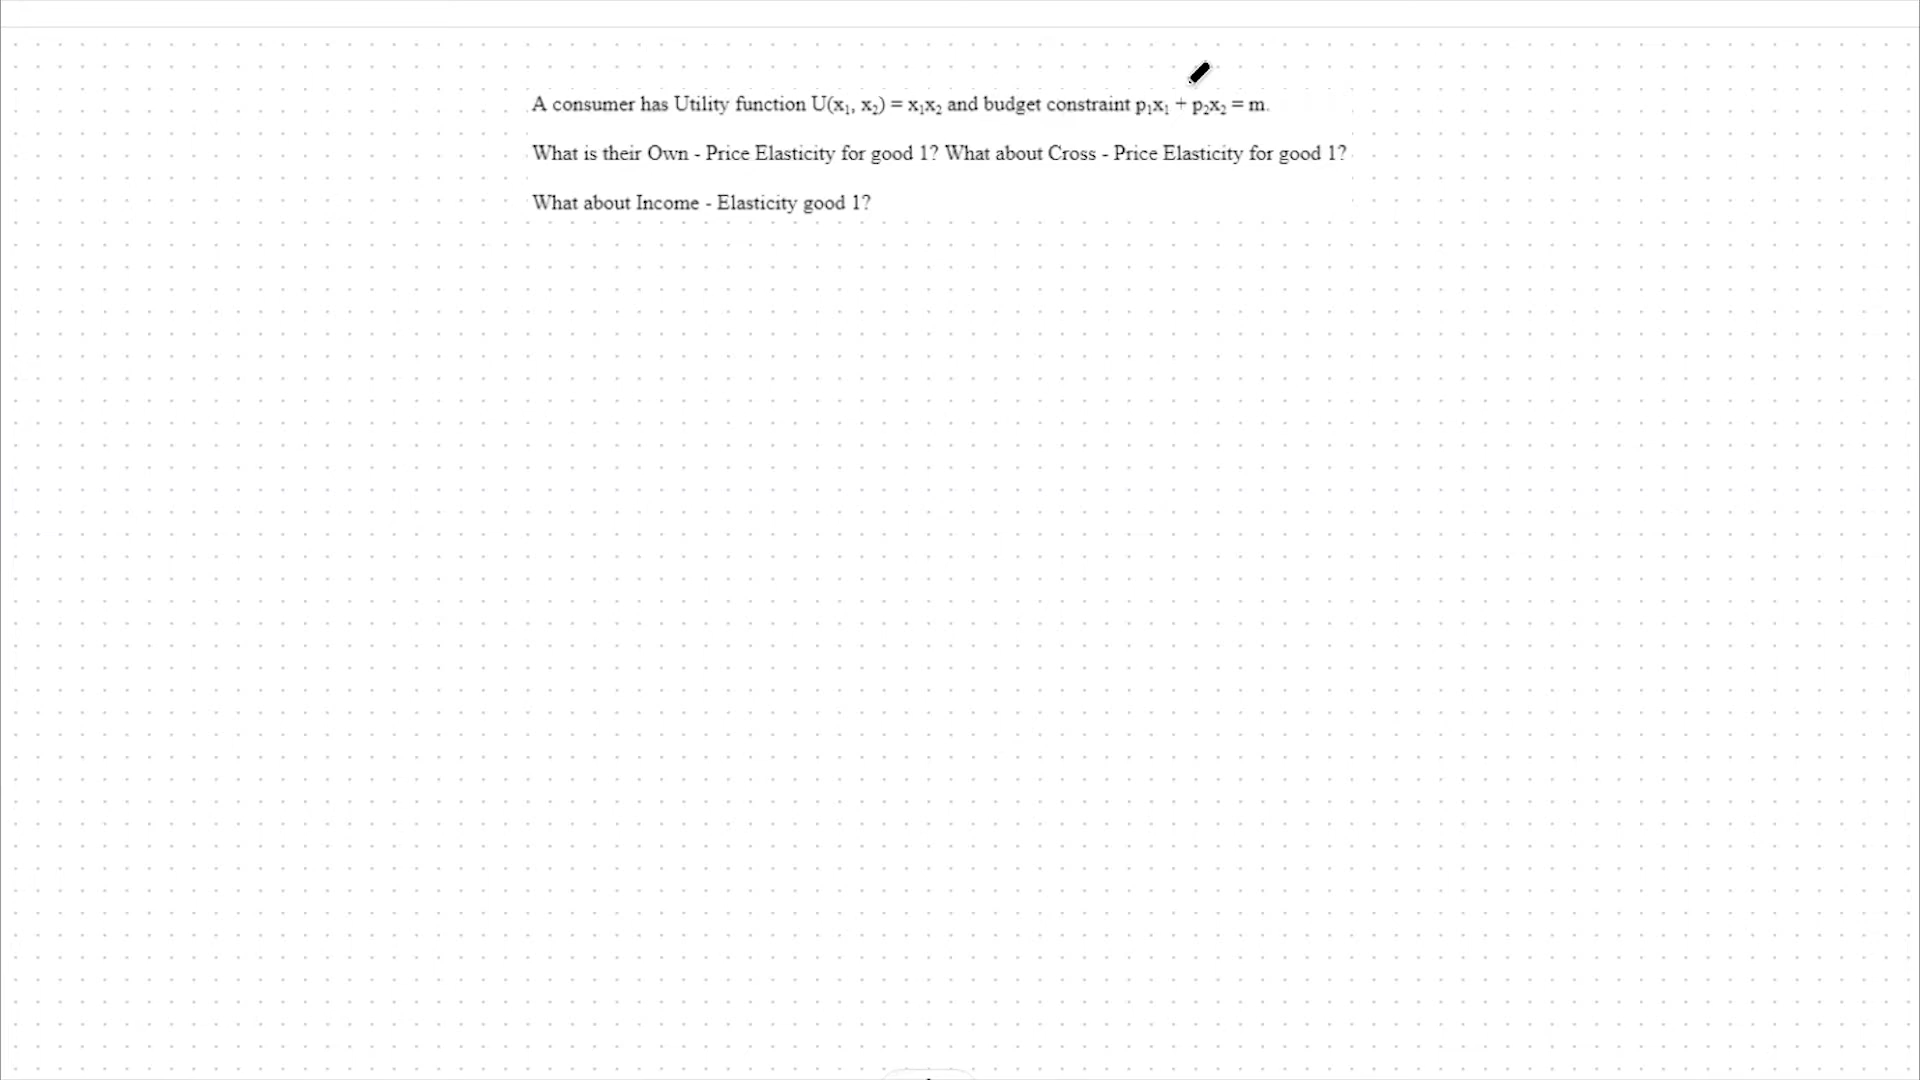 A consumer has Utility function U(x₁, x₂) = x₁x₂ and budget constraint p₁x₁ + p₂x₂ = m.
What is their Own - Price Elasticity for good 1? What about Cross - Price Elasticity for good 1?
What about Income - Elasticity good 1?